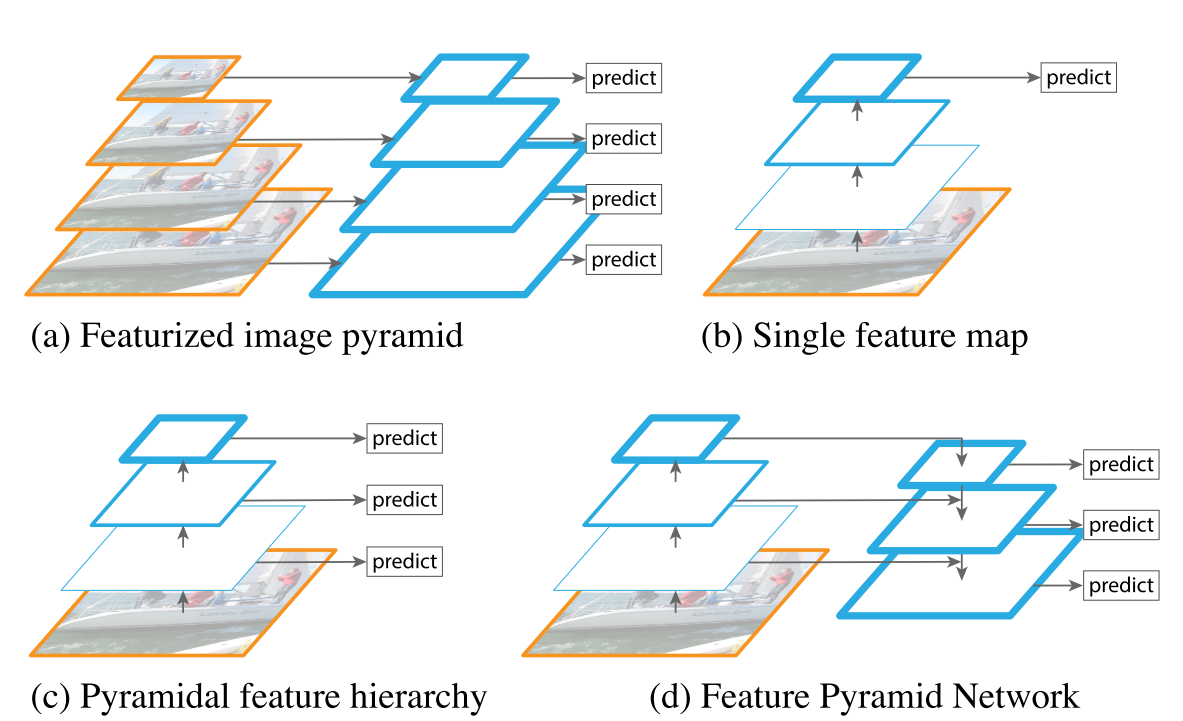 predict
predict
predict
predict
(a) Featurized image pyramid
predict
(b) Single feature map
predict
predict
predict
(c) Pyramidal feature hierarchy
predict
predict
predict
(d) Feature Pyramid Network